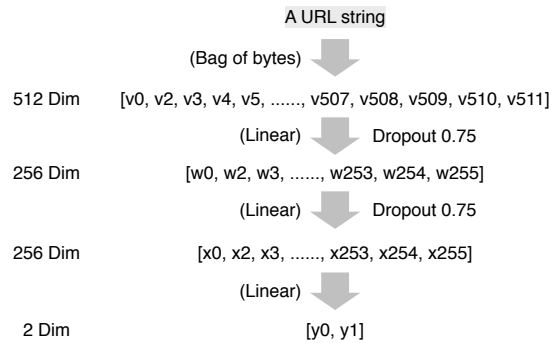 A URL string
(Bag of bytes)
512 Dim [v0, v2, v3, v4, v5, ......, v507, v508, v509, v510, v511]
(Linear) Dropout 0.75
256 Dim [w0, w2, w3, ......, w253, w254, w255]
(Linear) Dropout 0.75
256 Dim [x0, x2, x3, ......, x253, x254, x255]
(Linear)
2 Dim [y0, y1]